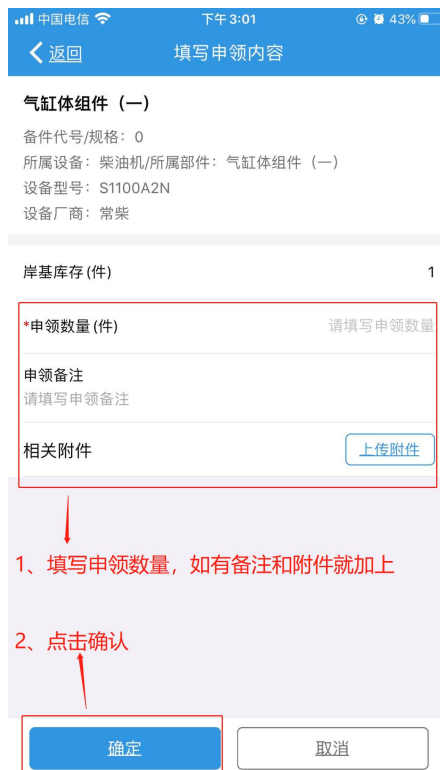 中国电信 下午3:01 43%
返回 填写申领内容
气缸体组件（一）
备件代号/规格：0
所属设备：柴油机/所属部件：气缸体组件（一）
设备型号：S1100A2N
设备厂商：常柴
岸基库存(件) 1
*申领数量(件) 请填写申领数量
申领备注
请填写申领备注
相关附件 上传附件
1、填写申领数量，如有备注和附件就加上
2、点击确认
确定 取消